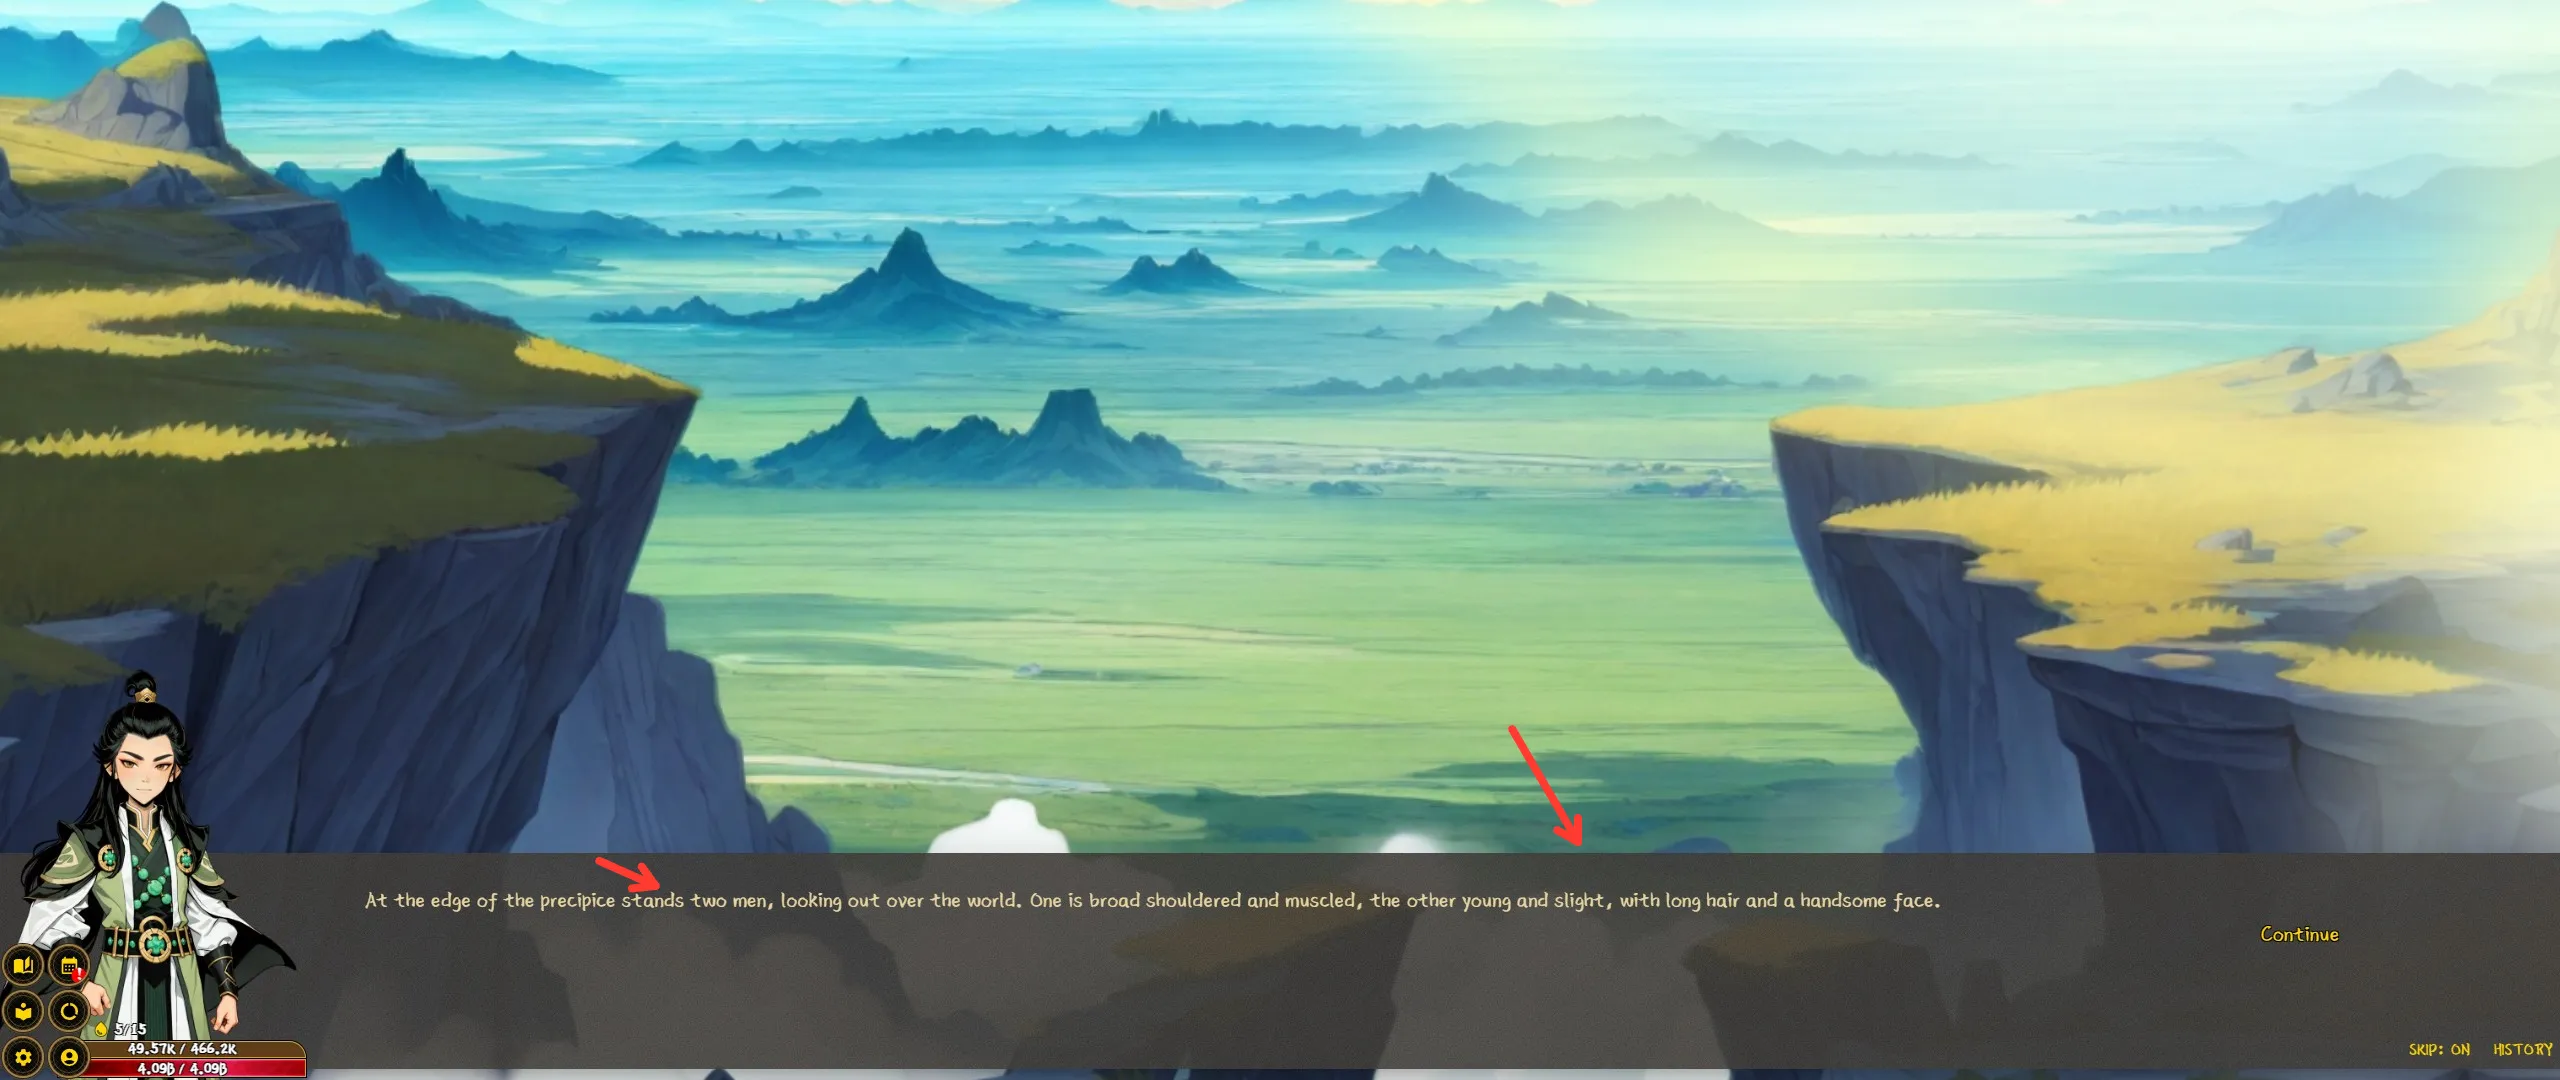 At the edge of the precipice stands two men, looking out over the world. One is broad shouldered and muscled, the other young and slight, with long hair and a handsome face.
Continue
5/15
49.57K / 466.2K
4.09B / 4.09B
SKIP: ON HISTORY